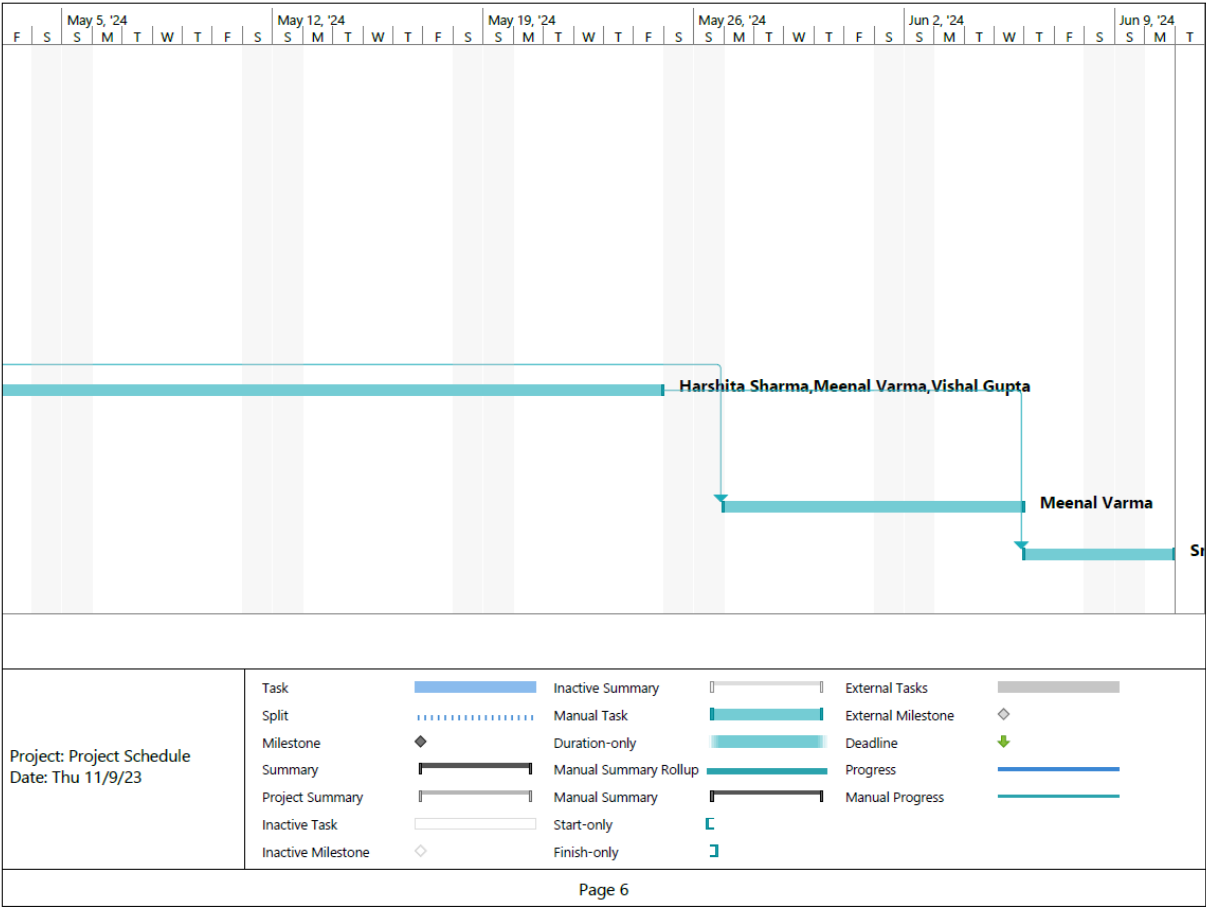 May 5, '24 May 12, '24 May 19, '24 May 26, '24 Jun 2, '24 Jun 9, '24
F S S M T W T F S S M T W T F S S M T W T F S S M T W T F S S M T W T F S S M T
Harshita Sharma,Meenal Varma,Vishal Gupta
Meenal Varma
Project: Project Schedule
Date: Thu 11/9/23
Task
Split
Milestone
Summary
Project Summary
Inactive Task
Inactive Milestone
Inactive Summary
Manual Task
Duration-only
Manual Summary Rollup
Manual Summary
Start-only
Finish-only
External Tasks
External Milestone
Deadline
Progress
Manual Progress
Page 6